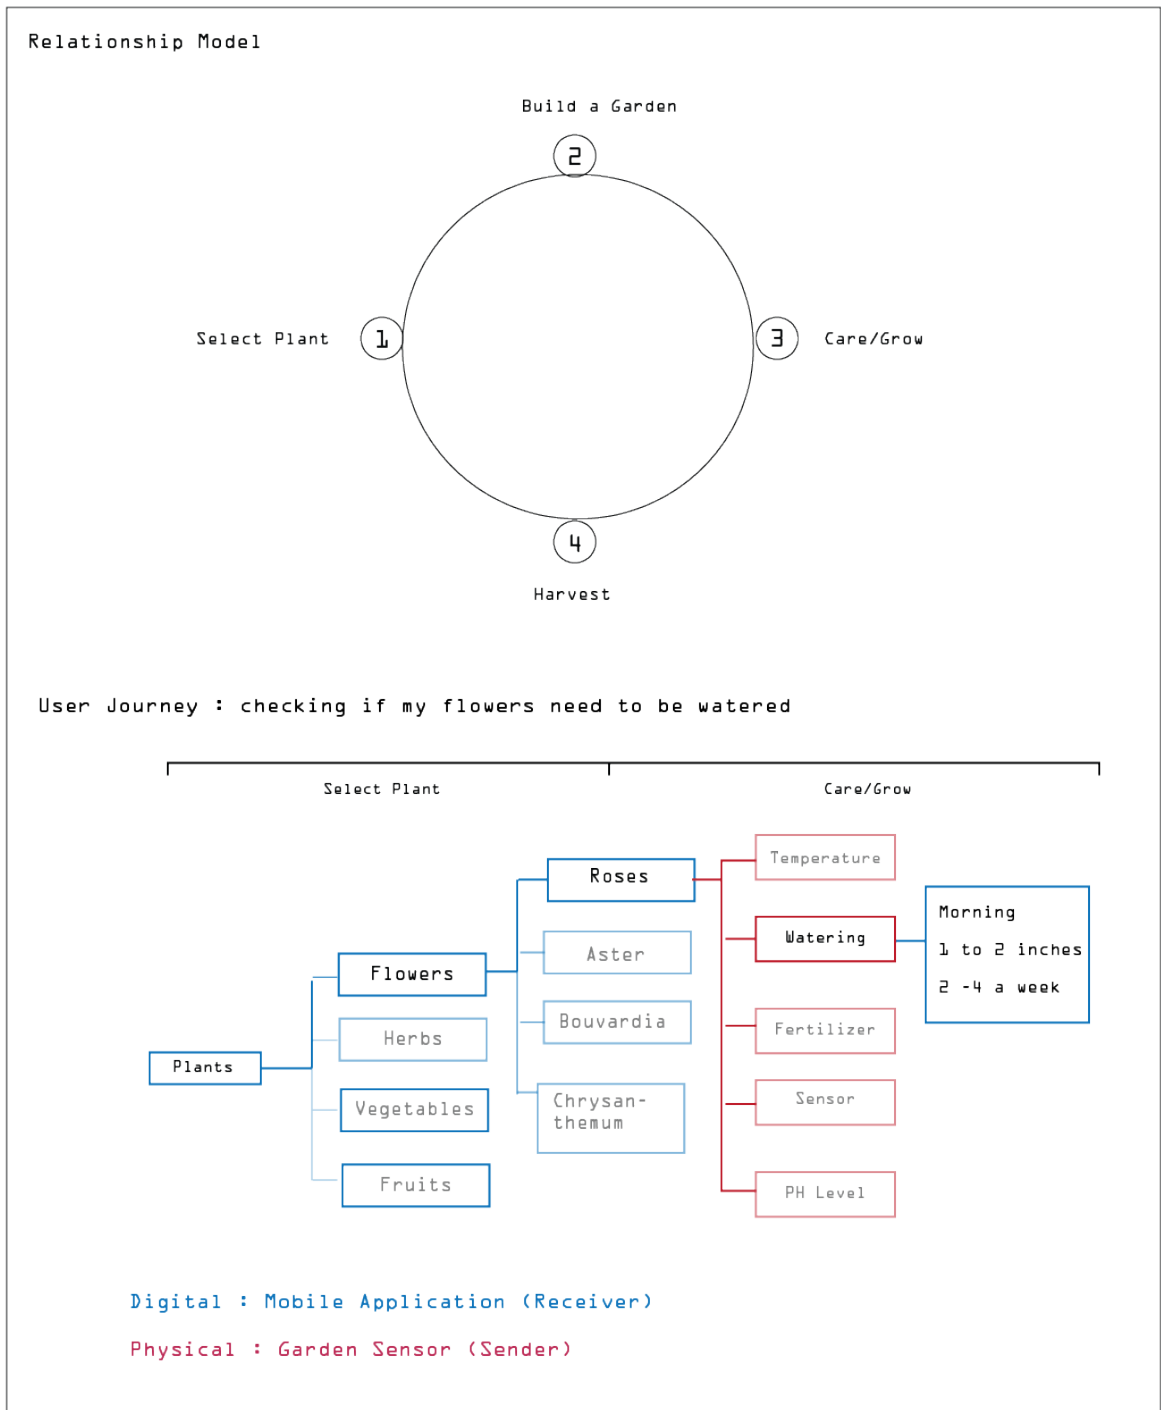 Relationship Model
Build a Garden
2
Select Plant
1
3
Care/Grow
4
Harvest
User Journey : checking if my flowers need to be watered
Select Plant
Care/Grow
Plants
Flowers
Herbs
Vegetables
Fruits
Roses
Aster
Bouvardia
Chrysan-
themum
Temperature
Watering
Fertilizer
Sensor
PH Level
Morning
1 to 2 inches
2 -4 a week
Digital : Mobile Application (Receiver)
Physical : Garden Sensor (Sender)